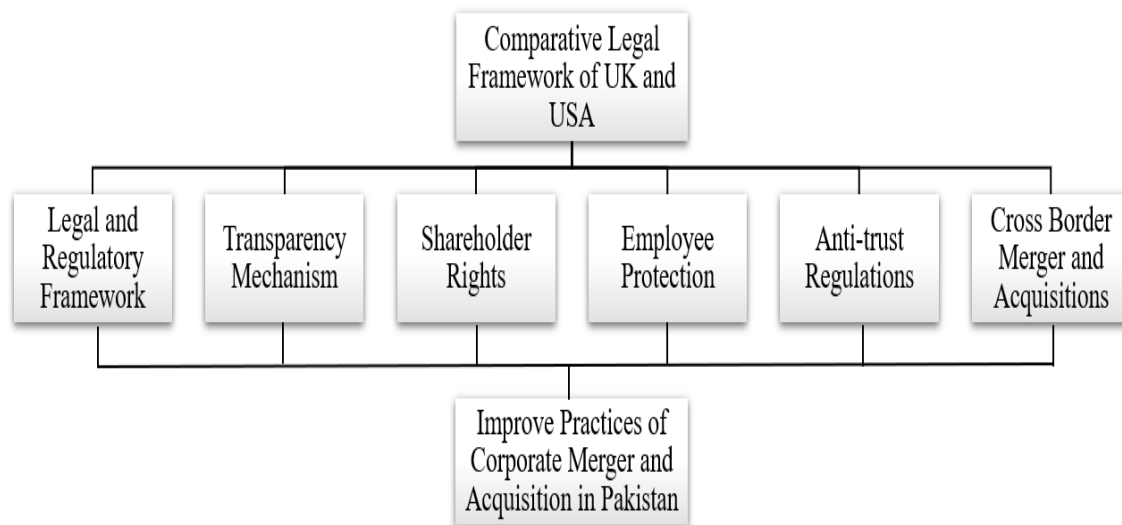 Comparative Legal
Framework of UK and
USA
Legal and
Regulatory
Framework
Transparency
Mechanism
Shareholder
Rights
Employee
Protection
Anti-trust
Regulations
Cross Border
Merger and
Acquisitions
Improve Practices of
Corporate Merger and
Acquisition in Pakistan